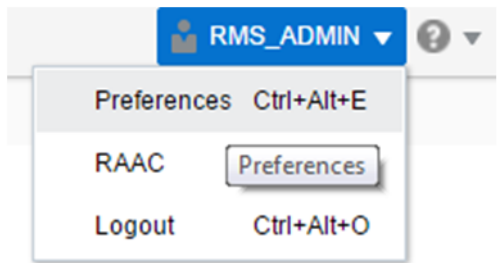 RMS_ADMIN
Preferences Ctrl+Alt+E
RAAC
Preferences
Logout Ctrl+Alt+O